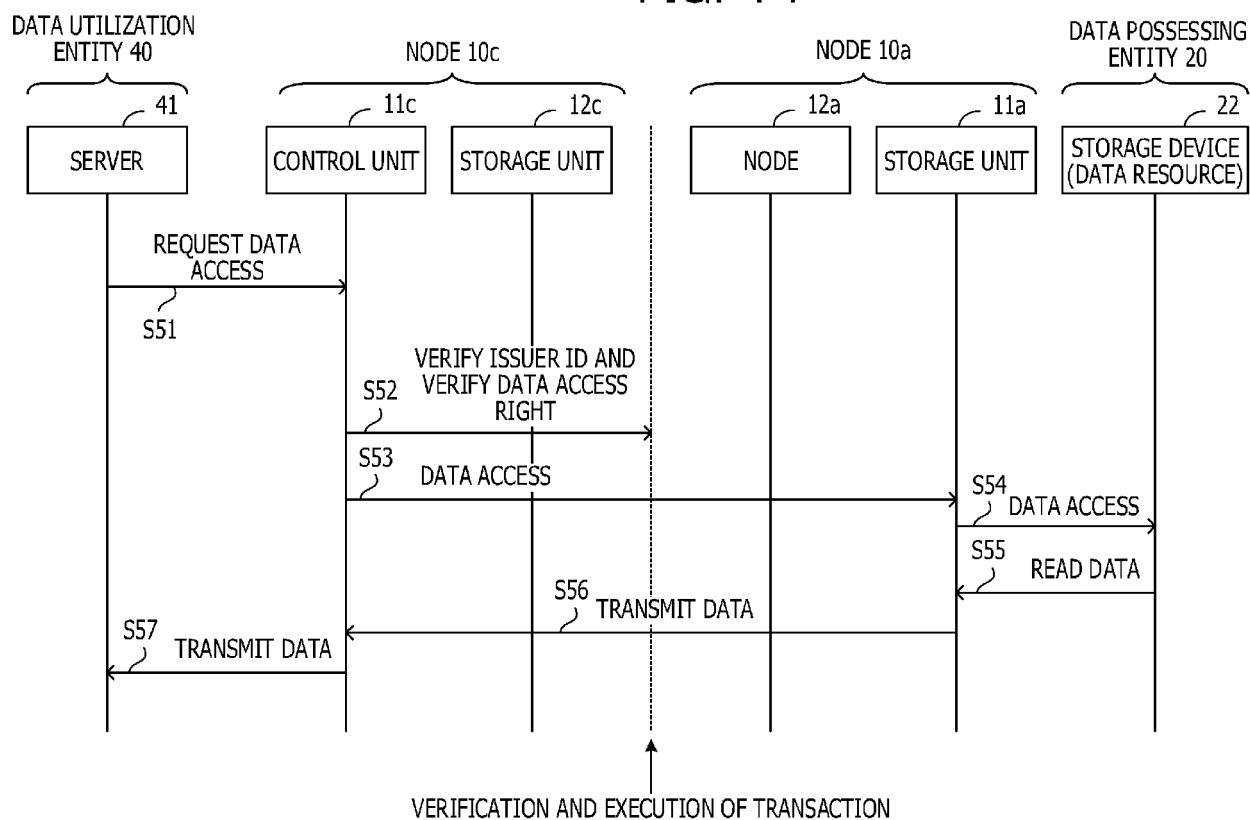 DATA UTILIZATION
ENTITY 40
NODE 10c
NODE 10a
DATA POSSESSING
ENTITY 20
41
11c
12c
12a
11a
22
SERVER
CONTROL UNIT
STORAGE UNIT
NODE
STORAGE UNIT
STORAGE DEVICE
(DATA RESOURCE)
REQUEST DATA
ACCESS
S51
VERIFY ISSUER ID AND
VERIFY DATA ACCESS
RIGHT
S52
S53
DATA ACCESS
S54
DATA ACCESS
S55
READ DATA
S56
TRANSMIT DATA
S57
TRANSMIT DATA
VERIFICATION AND EXECUTION OF TRANSACTION